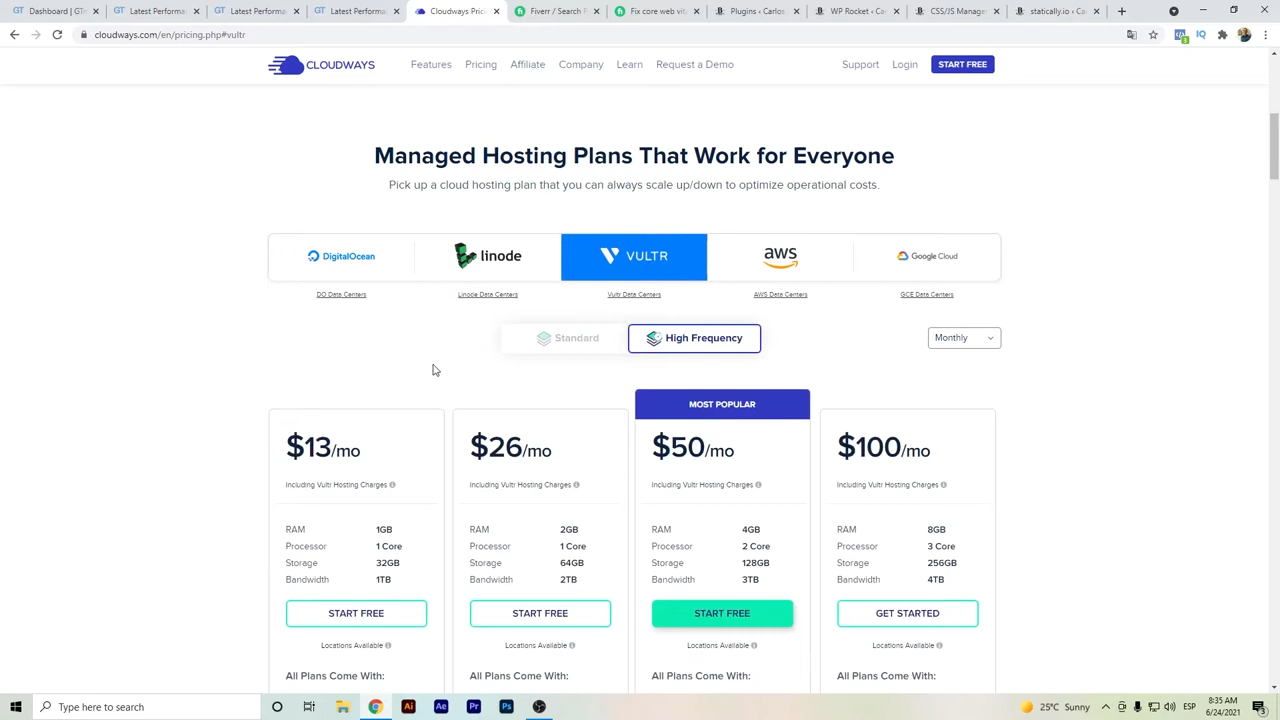 Dashboard | GT
Latest Performa
Latest Performa
Latest Performa
Cloudways Pricin
Fiverr / Search R
Fix core web vit
Plugins ‹ Carlos
WP Rocket ‹ Car
CSS/JS Manager
statically.io ‹ Ca
cloudways.com/en/pricing.php#vultr
CLOUDWAYS
Features
Pricing
Affiliate
Company
Learn
Request a Demo
Support
Login
START FREE
Managed Hosting Plans That Work for Everyone
Pick up a cloud hosting plan that you can always scale up/down to optimize operational costs.
DigitalOcean
linode
VULTR
aws
Google Cloud
DO Data Centers
Linode Data Centers
Vultr Data Centers
AWS Data Centers
GCE Data Centers
Standard
High Frequency
Monthly
MOST POPULAR
$13/mo
Including Vultr Hosting Charges
RAM 1GB
Processor 1 Core
Storage 32GB
Bandwidth 1TB
START FREE
Locations Available
All Plans Come With:
$26/mo
Including Vultr Hosting Charges
RAM 2GB
Processor 1 Core
Storage 64GB
Bandwidth 2TB
START FREE
Locations Available
All Plans Come With:
$50/mo
Including Vultr Hosting Charges
RAM 4GB
Processor 2 Core
Storage 128GB
Bandwidth 3TB
START FREE
Locations Available
All Plans Come With:
$100/mo
Including Vultr Hosting Charges
RAM 8GB
Processor 3 Core
Storage 256GB
Bandwidth 4TB
GET STARTED
Locations Available
All Plans Come With:
Type here to search
Ai
Ae
Pr
Ps
25°C Sunny
ESP
8:35 AM
6/24/2021